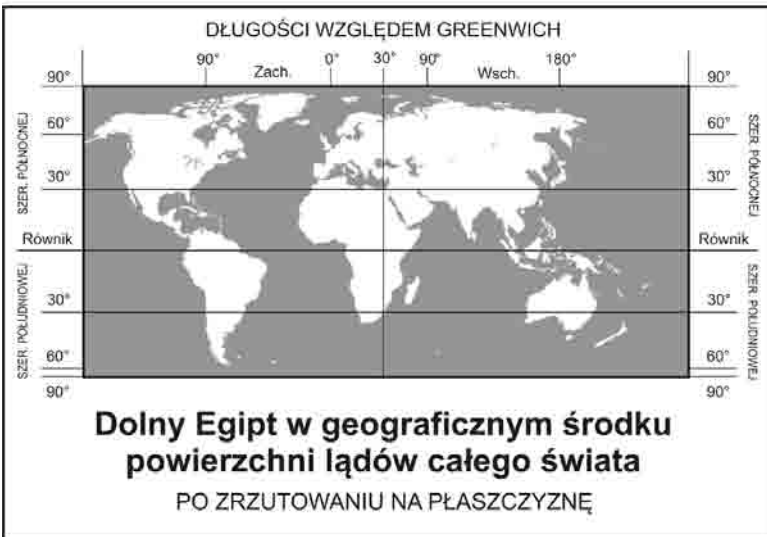 DŁUGOŚCI WZGLĘDEM GREENWICH
90° 0° 30° 90° 180°
Zach. Wsch.
90° 90°
60° 60°
SZER. PÓŁNOCNEJ SZER. PÓŁNOCNEJ
30° 30°
Równik Równik
30° 30°
SZER. POŁUDNIOWEJ SZER. POŁUDNIOWEJ
60° 60°
90° 90°
Dolny Egipt w geograficznym środku
powierzchni lądów całego świata
PO ZRZUTOWANIU NA PŁASZCZYZNĘ